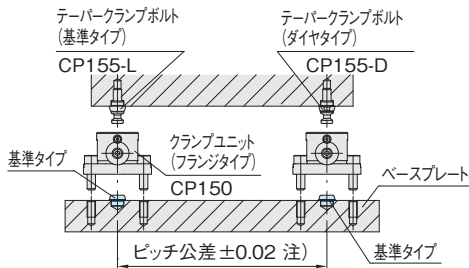 テーパークランプボルト
(基準タイプ)
CP155-L
テーパークランプボルト
(ダイヤタイプ)
CP155-D
基準タイプ
クランプユニット
(フランジタイプ)
CP150
ベースプレート
ピッチ公差±0.02 注)
基準タイプ